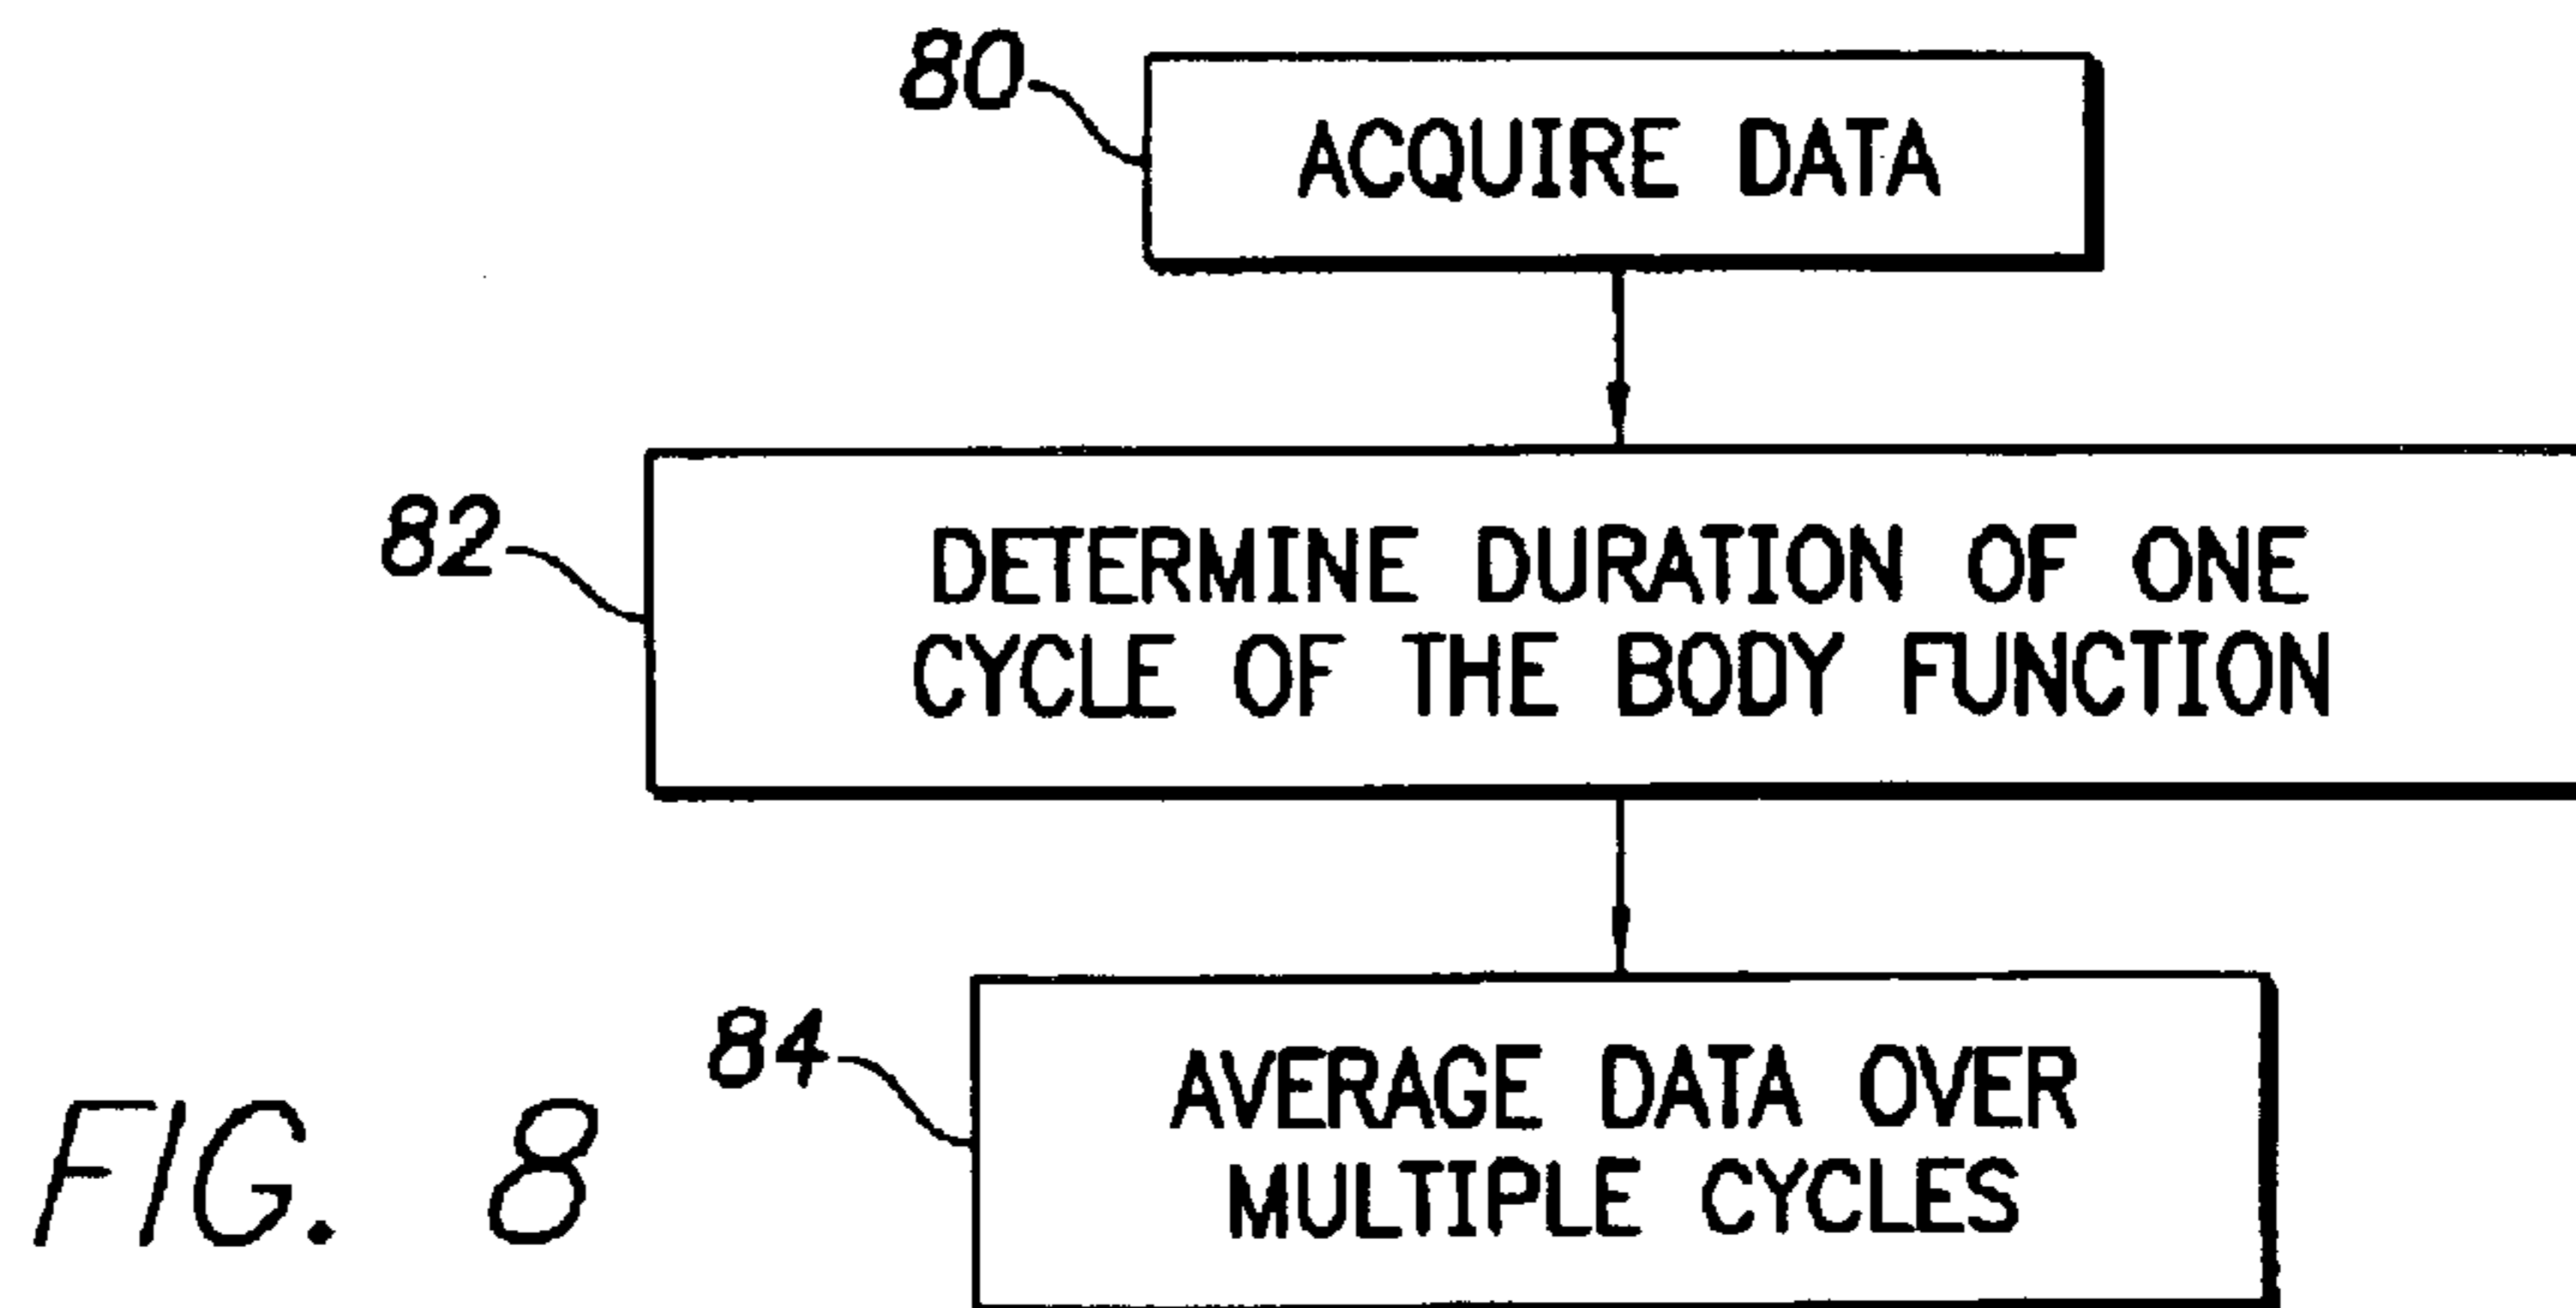 80
ACQUIRE DATA
82
DETERMINE DURATION OF ONE
CYCLE OF THE BODY FUNCTION
84
AVERAGE DATA OVER
MULTIPLE CYCLES
FIG. 8